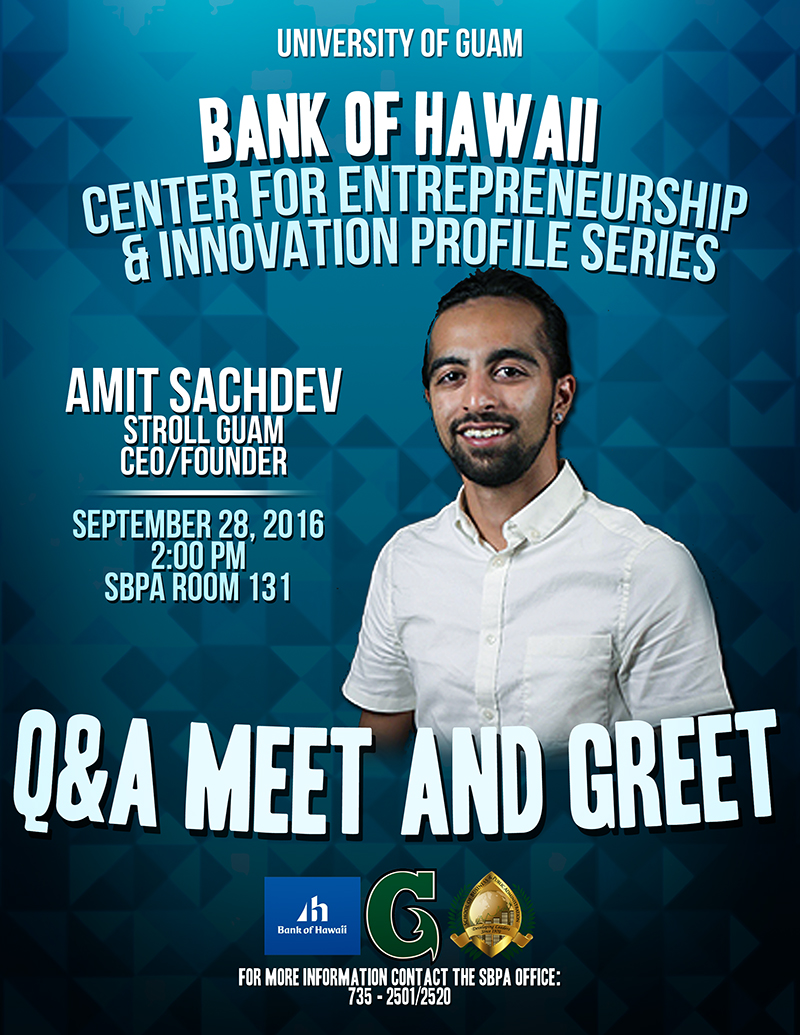 UNIVERSITY OF GUAM
BANK OF HAWAII
CENTER FOR ENTREPRENEURSHIP
& INNOVATION PROFILE SERIES
AMIT SACHDEV
STROLL GUAM
CEO/FOUNDER
SEPTEMBER 28, 2016
2:00 PM
SBPA ROOM 131
Q&A MEET AND GREET
Bank of Hawaii
G
FOR MORE INFORMATION CONTACT THE SBPA OFFICE:
735 - 2501/2520